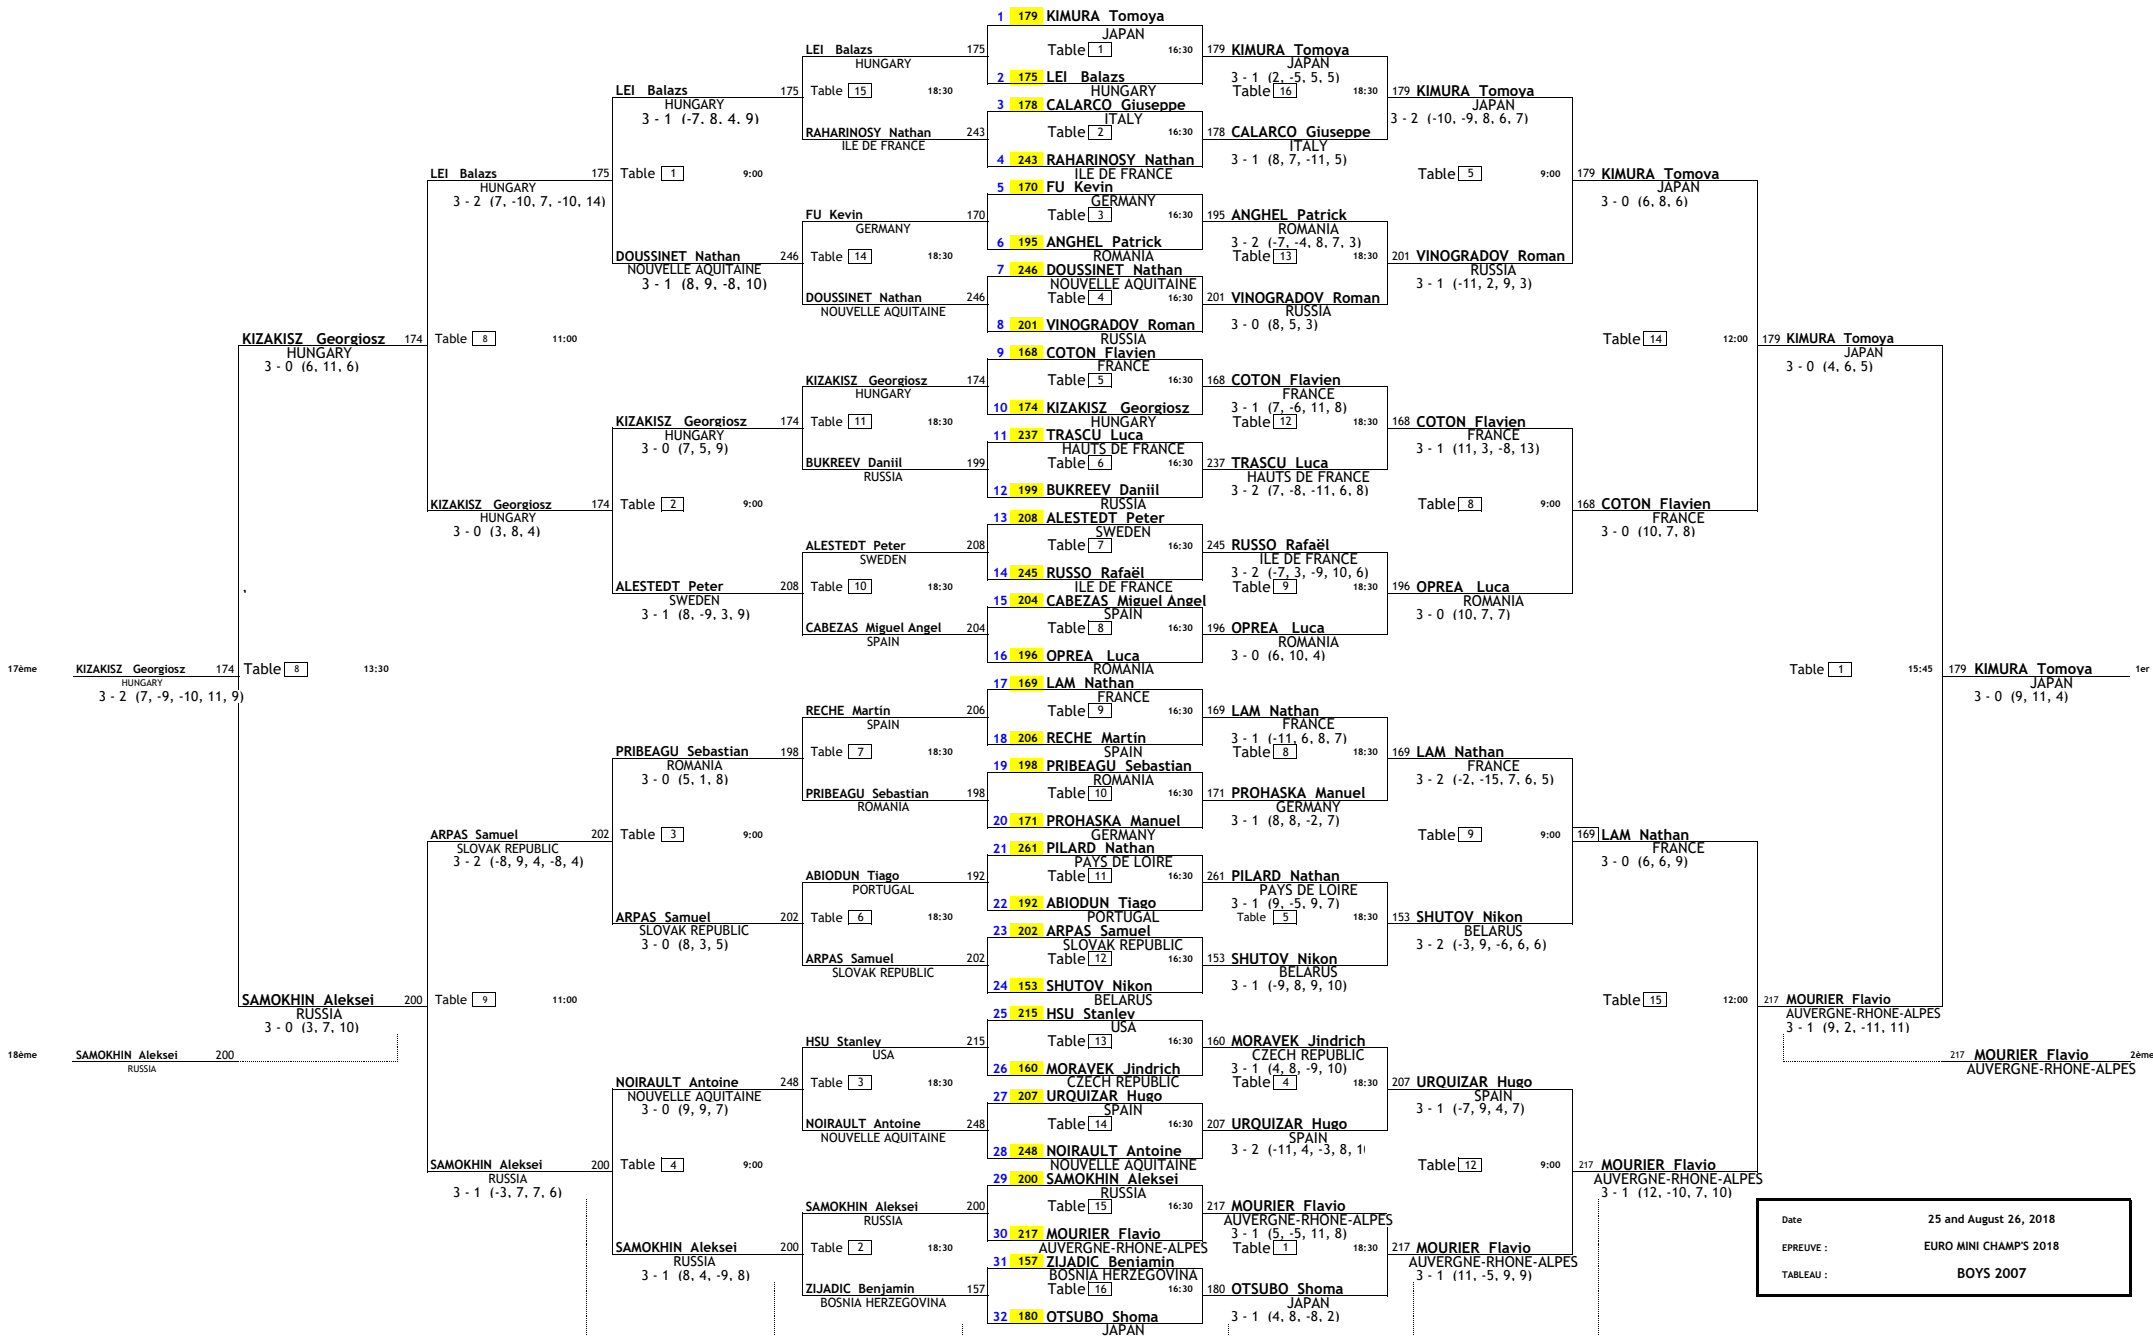 17ème KIZAKISZ Georgiosz 174
HUNGARY
3 - 2 (7, -9, -10, 11, 9)
18ème SAMOKHIN Aleksei 200
RUSSIA
KIZAKISZ Georgiosz 174
HUNGARY
3 - 0 (6, 11, 6)
Table 8 13:30
SAMOKHIN Aleksei 200
RUSSIA
3 - 0 (3, 7, 10)
LEI Balazs 175
HUNGARY
3 - 2 (7, -10, 7, -10, 14)
Table 8 11:00
KIZAKISZ Georgiosz 174
HUNGARY
3 - 0 (3, 8, 4)
ARPAS Samuel 202
SLOVAK REPUBLIC
3 - 2 (-8, 9, 4, -8, 4)
Table 9 11:00
SAMOKHIN Aleksei 200
RUSSIA
3 - 1 (-3, 7, 7, 6)
LEI Balazs 175
HUNGARY
3 - 1 (-7, 8, 4, 9)
Table 1 9:00
DOUSSINET Nathan 246
NOUVELLE AQUITAINE
3 - 1 (8, 9, -8, 10)
KIZAKISZ Georgiosz 174
HUNGARY
3 - 0 (7, 5, 9)
Table 2 9:00
ALESTEDT Peter 208
SWEDEN
3 - 1 (8, -9, 3, 9)
PRIBEAGU Sebastian 198
ROMANIA
3 - 0 (5, 1, 8)
Table 3 9:00
ARPAS Samuel 202
SLOVAK REPUBLIC
3 - 0 (8, 3, 5)
NOIRAULT Antoine 248
NOUVELLE AQUITAINE
3 - 0 (9, 9, 7)
Table 4 9:00
SAMOKHIN Aleksei 200
RUSSIA
3 - 1 (8, 4, -9, 8)
LEI Balazs 175
HUNGARY
Table 15 18:30
RAHARINOSY Nathan 243
ILE DE FRANCE
FU Kevin 170
GERMANY
Table 14 18:30
DOUSSINET Nathan 246
NOUVELLE AQUITAINE
KIZAKISZ Georgiosz 174
HUNGARY
Table 11 18:30
BUKREEV Daniil 199
RUSSIA
ALESTEDT Peter 208
SWEDEN
Table 10 18:30
CABEZAS Miguel Angel 204
SPAIN
RECHE Martin 206
SPAIN
Table 7 18:30
PRIBEAGU Sebastian 198
ROMANIA
ABIODUN Tiago 192
PORTUGAL
Table 6 18:30
ARPAS Samuel 202
SLOVAK REPUBLIC
HSU Stanley 215
USA
Table 3 18:30
NOIRAULT Antoine 248
NOUVELLE AQUITAINE
SAMOKHIN Aleksei 200
RUSSIA
Table 2 18:30
ZIJADIC Benjamin 157
BOSNIA HERZEGOVINA
1 179 KIMURA Tomoya
JAPAN
Table 1 16:30
2 175 LEI Balazs
HUNGARY
3 178 CALARCO Giuseppe
ITALY
Table 2 16:30
4 243 RAHARINOSY Nathan
ILE DE FRANCE
5 170 FU Kevin
GERMANY
Table 3 16:30
6 195 ANGHEL Patrick
ROMANIA
7 246 DOUSSINET Nathan
NOUVELLE AQUITAINE
Table 4 16:30
8 201 VINOGRADOV Roman
RUSSIA
9 168 COTON Flavien
FRANCE
Table 5 16:30
10 174 KIZAKISZ Georgiosz
HUNGARY
11 237 TRASCU Luca
HAUTS DE FRANCE
Table 6 16:30
12 199 BUKREEV Daniil
RUSSIA
13 208 ALESTEDT Peter
SWEDEN
Table 7 16:30
14 245 RUSSO Rafaël
ILE DE FRANCE
15 204 CABEZAS Miguel Angel
SPAIN
Table 8 16:30
16 196 OPREA Luca
ROMANIA
17 169 LAM Nathan
FRANCE
Table 9 16:30
18 206 RECHE Martin
SPAIN
19 198 PRIBEAGU Sebastian
ROMANIA
Table 10 16:30
20 171 PROHASKA Manuel
GERMANY
21 261 PILARD Nathan
PAYS DE LOIRE
Table 11 16:30
22 192 ABIODUN Tiago
PORTUGAL
23 202 ARPAS Samuel
SLOVAK REPUBLIC
Table 12 16:30
24 153 SHUTOV Nikon
BELARUS
25 215 HSU Stanley
USA
Table 13 16:30
26 160 MORAVEK Jindrich
CZECH REPUBLIC
27 207 URQUIZAR Hugo
SPAIN
Table 14 16:30
28 248 NOIRAULT Antoine
NOUVELLE AQUITAINE
29 200 SAMOKHIN Aleksei
RUSSIA
Table 15 16:30
30 217 MOURIER Flavio
AUVERGNE-RHONE-ALPES
31 157 ZIJADIC Benjamin
BOSNIA HERZEGOVINA
Table 16 16:30
32 180 OTSUBO Shoma
JAPAN
179 KIMURA Tomoya
JAPAN
3 - 1 (2, -5, 5, 5)
Table 16 18:30
178 CALARCO Giuseppe
ITALY
3 - 1 (8, 7, -11, 5)
195 ANGHEL Patrick
ROMANIA
3 - 2 (-7, -4, 8, 7, 3)
Table 13 18:30
201 VINOGRADOV Roman
RUSSIA
3 - 0 (8, 5, 3)
168 COTON Flavien
FRANCE
3 - 1 (7, -6, 11, 8)
Table 12 18:30
237 TRASCU Luca
HAUTS DE FRANCE
3 - 2 (7, -8, -11, 6, 8)
245 RUSSO Rafaël
ILE DE FRANCE
3 - 2 (-7, 3, -9, 10, 6)
Table 9 18:30
196 OPREA Luca
ROMANIA
3 - 0 (6, 10, 4)
169 LAM Nathan
FRANCE
3 - 1 (-11, 6, 8, 7)
Table 8 18:30
171 PROHASKA Manuel
GERMANY
3 - 1 (8, 8, -2, 7)
261 PILARD Nathan
PAYS DE LOIRE
3 - 1 (9, -5, 9, 7)
Table 5 18:30
153 SHUTOV Nikon
BELARUS
3 - 1 (-9, 8, 9, 10)
160 MORAVEK Jindrich
CZECH REPUBLIC
3 - 1 (4, 8, -9, 10)
Table 4 18:30
207 URQUIZAR Hugo
SPAIN
3 - 2 (-11, 4, -3, 8, 1
217 MOURIER Flavio
AUVERGNE-RHONE-ALPES
3 - 1 (5, -5, 11, 8)
Table 1 18:30
180 OTSUBO Shoma
JAPAN
3 - 1 (4, 8, -8, 2)
179 KIMURA Tomoya
JAPAN
3 - 2 (-10, -9, 8, 6, 7)
Table 5 9:00
201 VINOGRADOV Roman
RUSSIA
3 - 1 (-11, 2, 9, 3)
168 COTON Flavien
FRANCE
3 - 1 (11, 3, -8, 13)
Table 8 9:00
196 OPREA Luca
ROMANIA
3 - 0 (10, 7, 7)
169 LAM Nathan
FRANCE
3 - 2 (-2, -15, 7, 6, 5)
Table 9 9:00
153 SHUTOV Nikon
BELARUS
3 - 2 (-3, 9, -6, 6, 6)
207 URQUIZAR Hugo
SPAIN
3 - 1 (-7, 9, 4, 7)
Table 12 9:00
217 MOURIER Flavio
AUVERGNE-RHONE-ALPES
3 - 1 (11, -5, 9, 9)
179 KIMURA Tomoya
JAPAN
3 - 0 (6, 8, 6)
Table 14 12:00
168 COTON Flavien
FRANCE
3 - 0 (10, 7, 8)
169 LAM Nathan
FRANCE
3 - 0 (6, 6, 9)
Table 15 12:00
217 MOURIER Flavio
AUVERGNE-RHONE-ALPES
3 - 1 (12, -10, 7, 10)
179 KIMURA Tomoya
JAPAN
3 - 0 (4, 6, 5)
Table 1 15:45
217 MOURIER Flavio
AUVERGNE-RHONE-ALPES
3 - 1 (9, 2, -11, 11)
179 KIMURA Tomoya 1er
JAPAN
3 - 0 (9, 11, 4)
217 MOURIER Flavio 2ème
AUVERGNE-RHONE-ALPES
Date 25 and August 26, 2018
EPREUVE : EURO MINI CHAMP'S 2018
TABLEAU : BOYS 2007